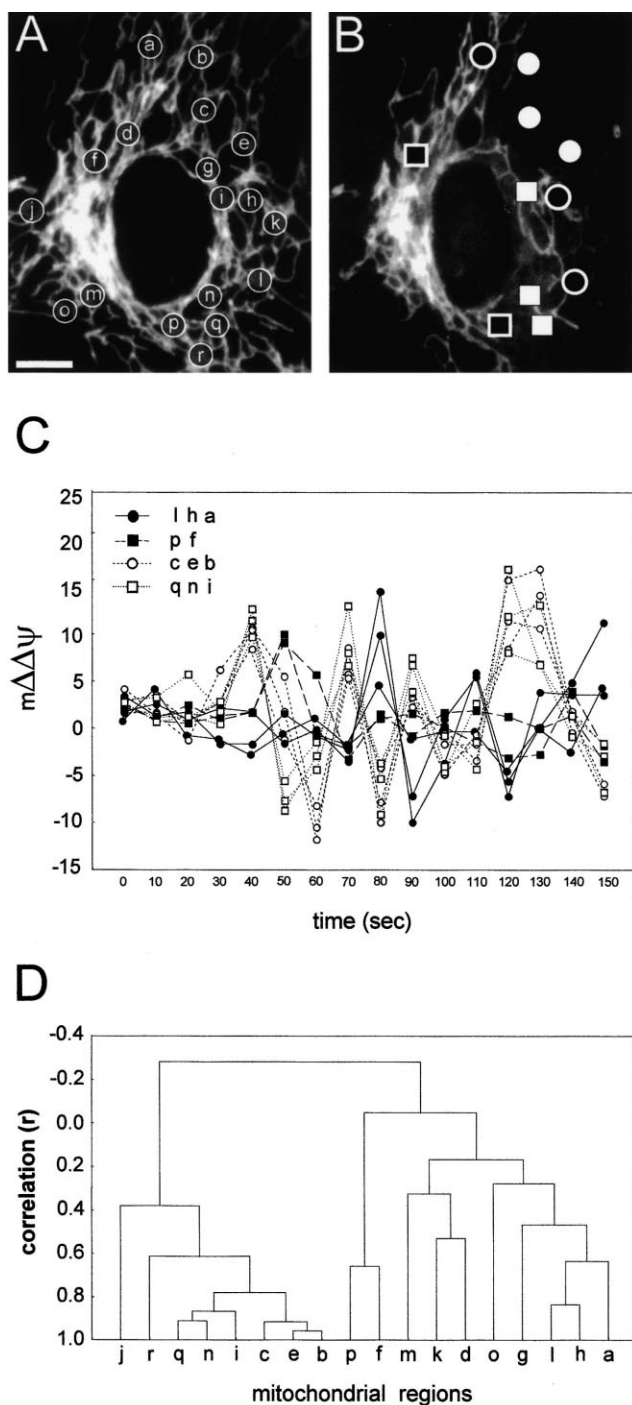 A
B
a
b
c
d
e
f
g
h
i
j
k
l
m
n
o
p
q
r
C
25
20
15
10
5
0
-5
-10
-15
mΔΔψ
l h a
p f
c e b
q n i
0 10 20 30 40 50 60 70 80 90 100 110 120 130 140 150
time (sec)
D
-0.4
-0.2
0.0
0.2
0.4
0.6
0.8
1.0
correlation (r)
j r q n i c e b p f m k d o g l h a
mitochondrial regions